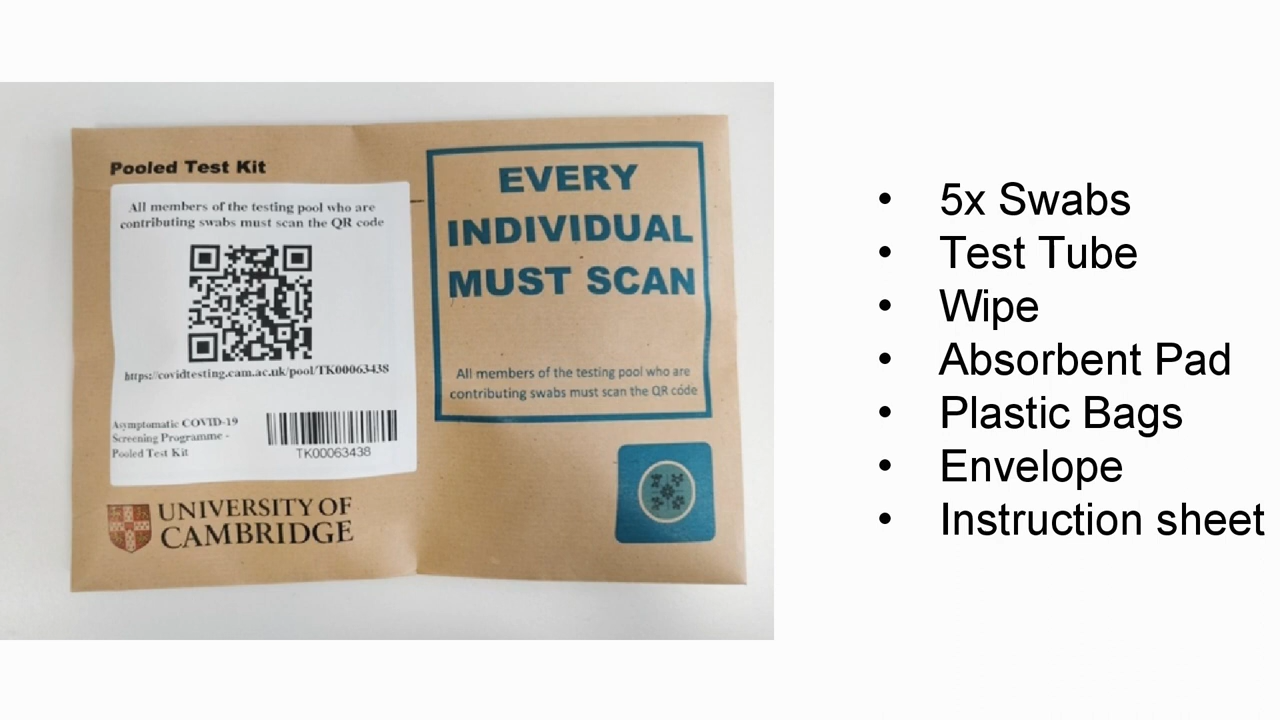 Pooled Test Kit
All members of the testing pool who are
contributing swabs must scan the QR code
https://covidtesting.cam.ac.uk/pool/TK00063438
Asymptomatic COVID-19
Screening Programme -
Pooled Test Kit
TK00063438
UNIVERSITY OF
CAMBRIDGE
EVERY
INDIVIDUAL
MUST SCAN
All members of the testing pool who are
contributing swabs must scan the QR code
• 5x Swabs
• Test Tube
• Wipe
• Absorbent Pad
• Plastic Bags
• Envelope
• Instruction sheet